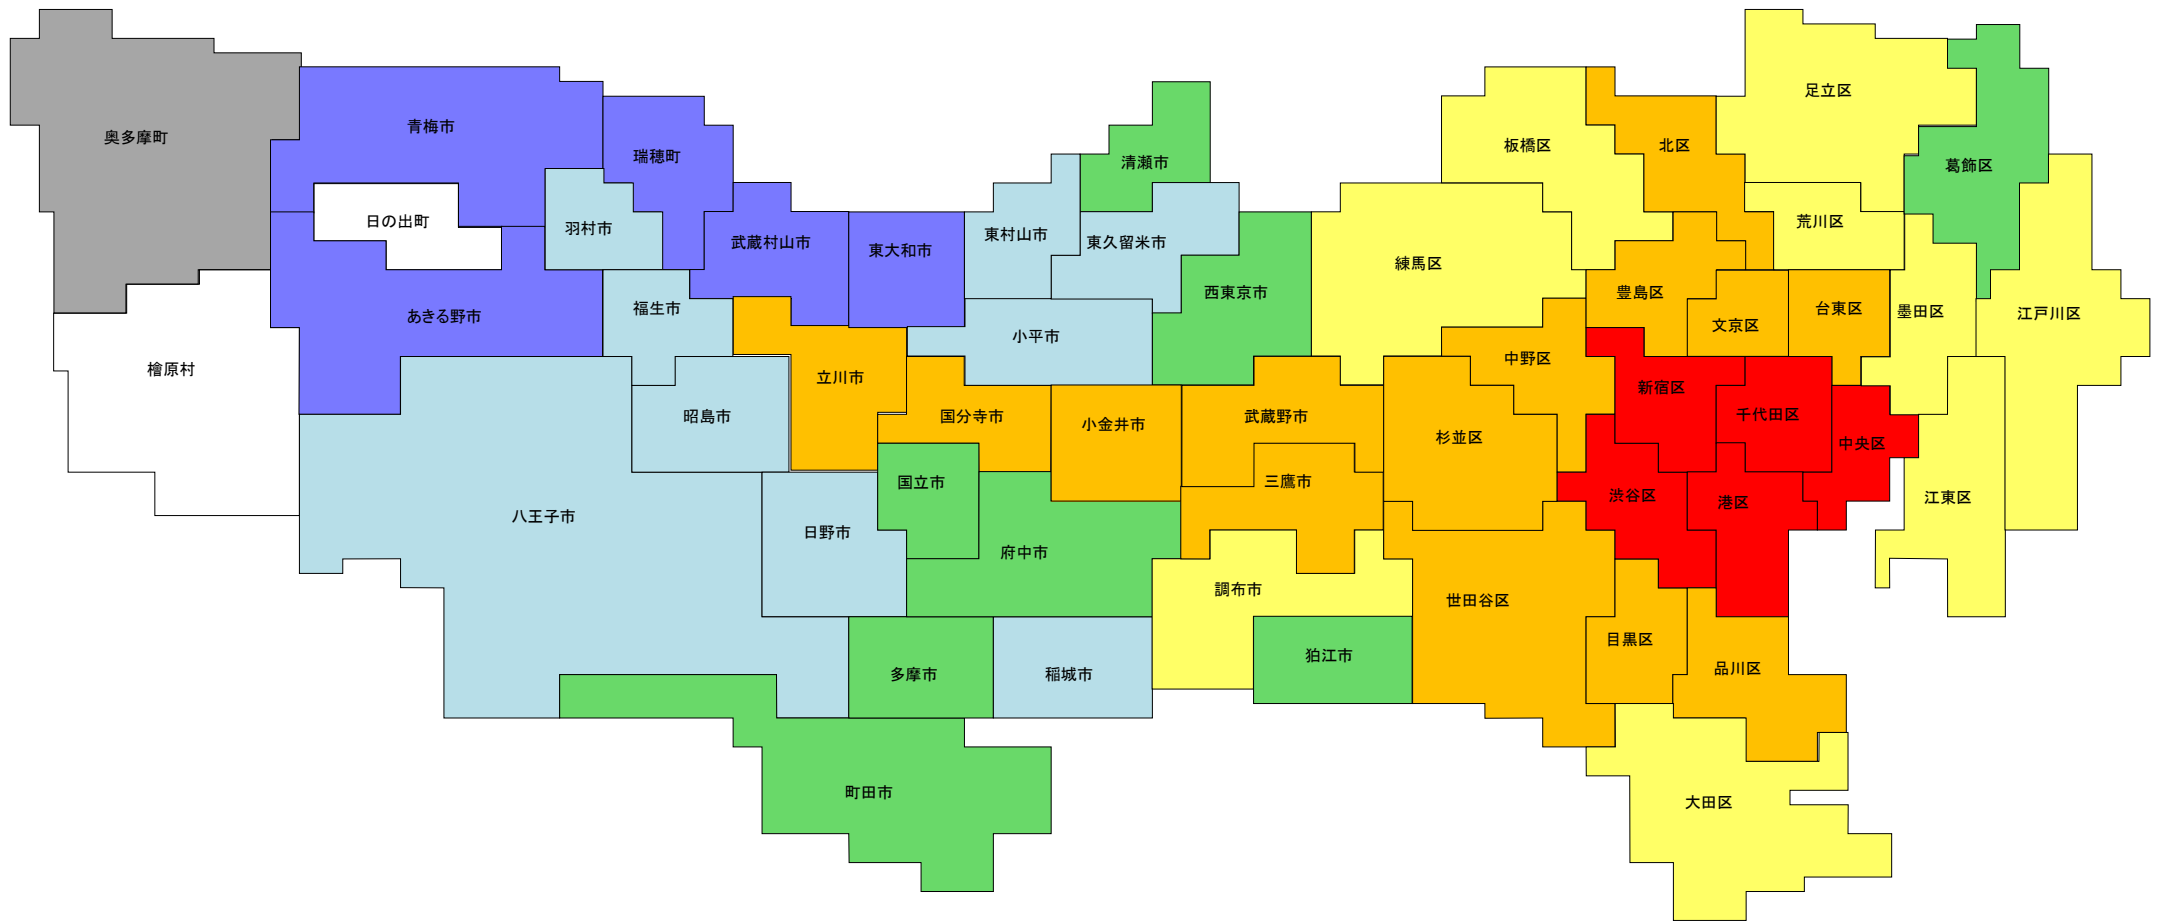 足立区
青梅市
奥多摩町
板橋区
北区
瑞穂町
清瀬市
葛飾区
日の出町
羽村市
荒川区
東村山市
武蔵村山市
東久留米市
東大和市
練馬区
西東京市
豊島区
福生市
台東区
墨田区
江戸川区
あきる野市
文京区
小平市
中野区
檜原村
立川市
新宿区
千代田区
昭島市
国分寺市
武蔵野市
小金井市
杉並区
中央区
三鷹市
国立市
渋谷区
江東区
港区
八王子市
日野市
府中市
調布市
世田谷区
目黒区
狛江市
品川区
多摩市
稲城市
町田市
大田区